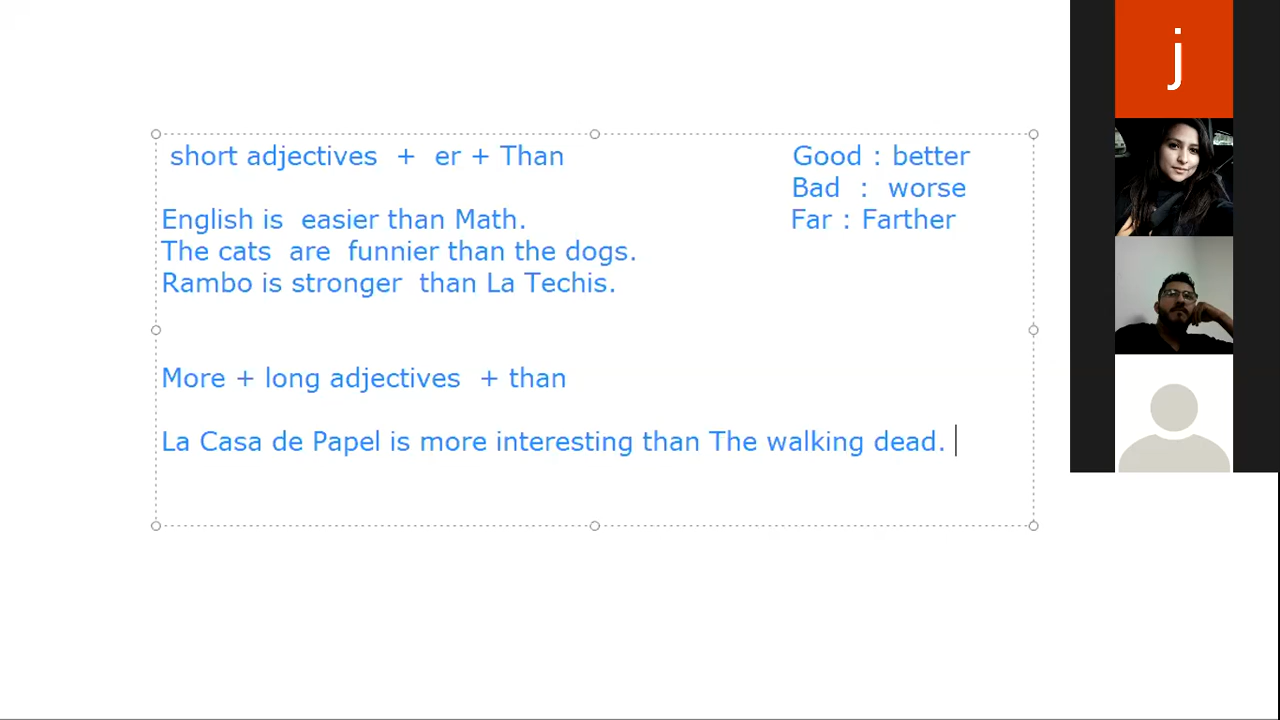 short adjectives + er + Than
Good : better
Bad : worse
English is easier than Math.
Far : Farther
The cats are funnier than the dogs.
Rambo is stronger than La Techis.
More + long adjectives + than
La Casa de Papel is more interesting than The walking dead.
j